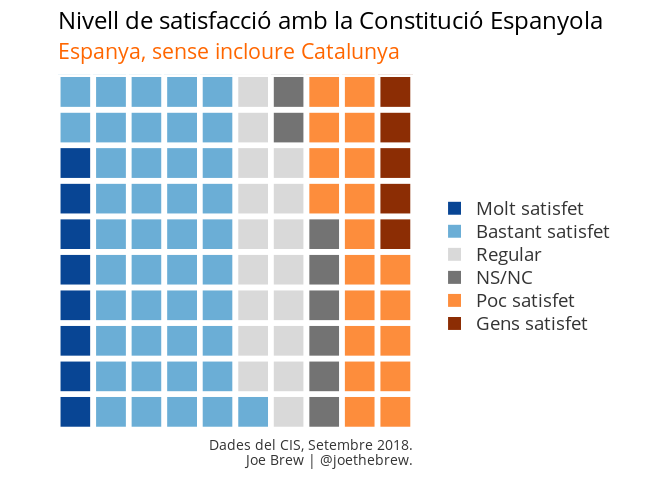 Nivell de satisfacció amb la Constitució Espanyola
Espanya, sense incloure Catalunya
Molt satisfet
Bastant satisfet
Regular
NS/NC
Poc satisfet
Gens satisfet
Dades del CIS, Setembre 2018.
Joe Brew | @joethebrew.